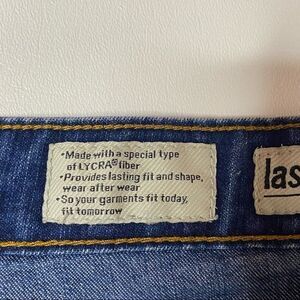 •Made with a special type
of LYCRA® fiber
•Provides lasting fit and shape,
wear after wear
•So your garments fit today,
fit tomorrow
las